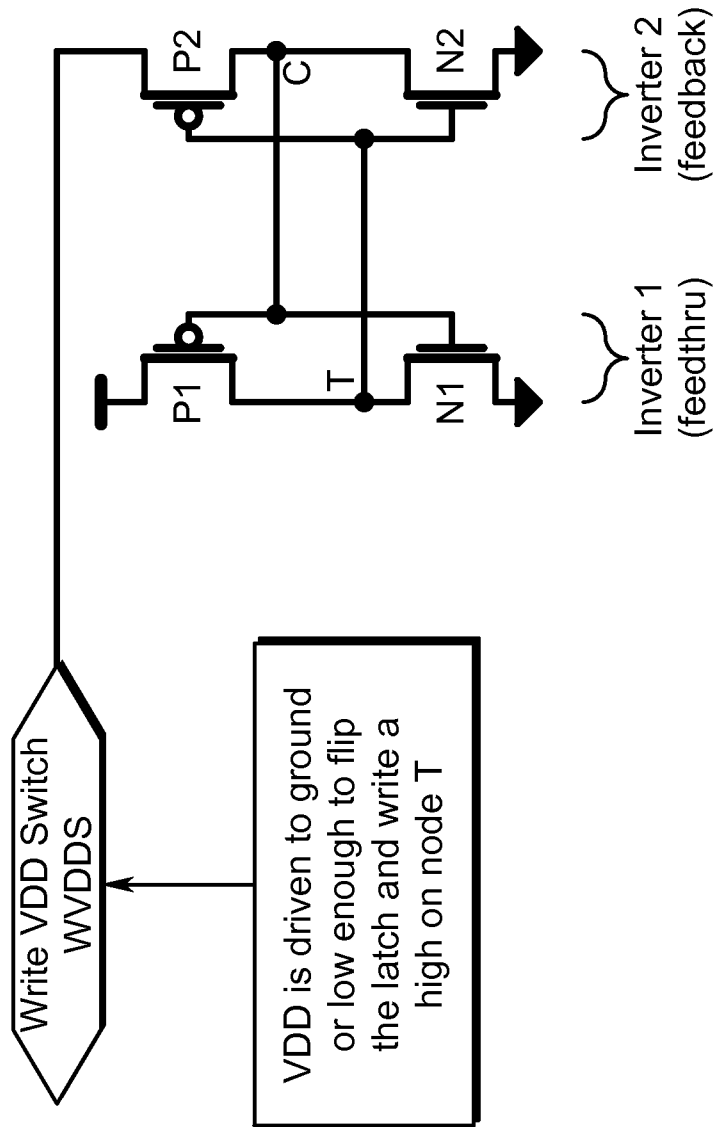 Write VDD Switch
WVDDS
VDD is driven to ground
or low enough to flip
the latch and write a
high on node T
P1
T
N1
P2
C
N2
Inverter 1
(feedthru)
Inverter 2
(feedback)